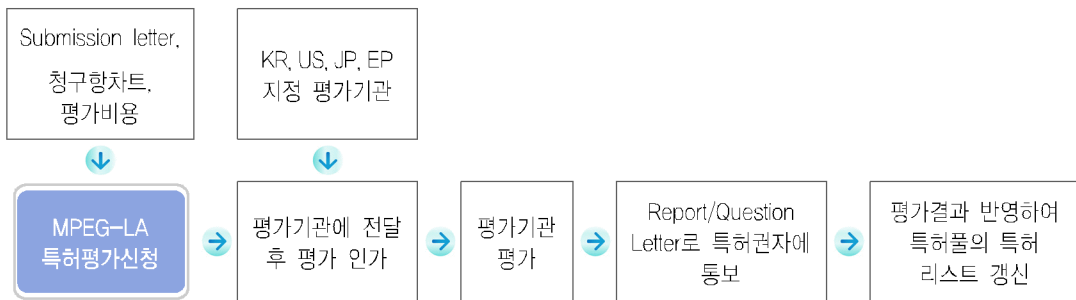 Submission letter,
청구항차트,
평가비용
KR, US, JP, EP
지정 평가기관
MPEG-LA
특허평가신청
평가기관에 전달
후 평가 인가
평가기관
평가
Report/Question
Letter로 특허권자에
통보
평가결과 반영하여
특허풀의 특허
리스트 갱신